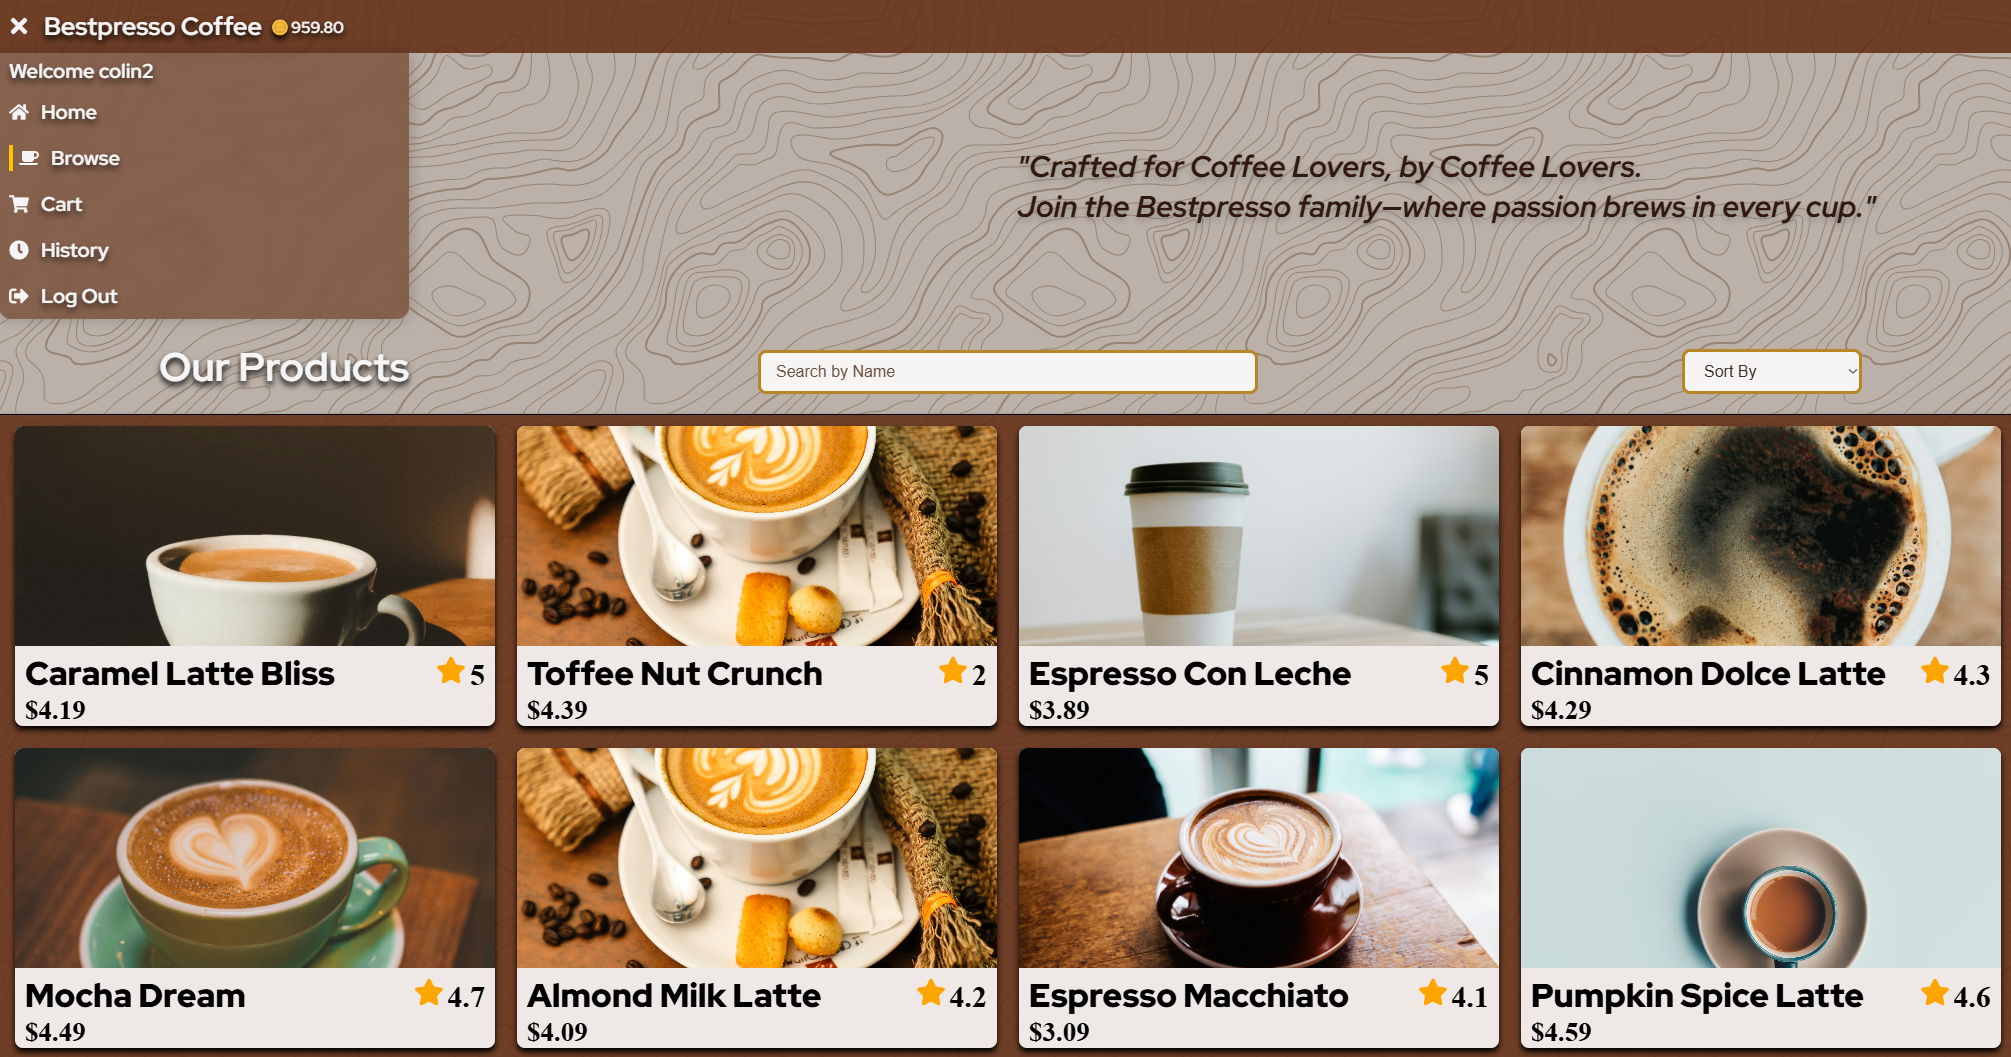 Bestpresso Coffee 959.80
Welcome colin2
Home
Browse
Cart
History
Log Out
"Crafted for Coffee Lovers, by Coffee Lovers.
Join the Bestpresso family—where passion brews in every cup."
Our Products
Search by Name
Sort By
Caramel Latte Bliss 5
$4.19
Toffee Nut Crunch 2
$4.39
Espresso Con Leche 5
$3.89
Cinnamon Dolce Latte 4.3
$4.29
Mocha Dream 4.7
$4.49
Almond Milk Latte 4.2
$4.09
Espresso Macchiato 4.1
$3.09
Pumpkin Spice Latte 4.6
$4.59